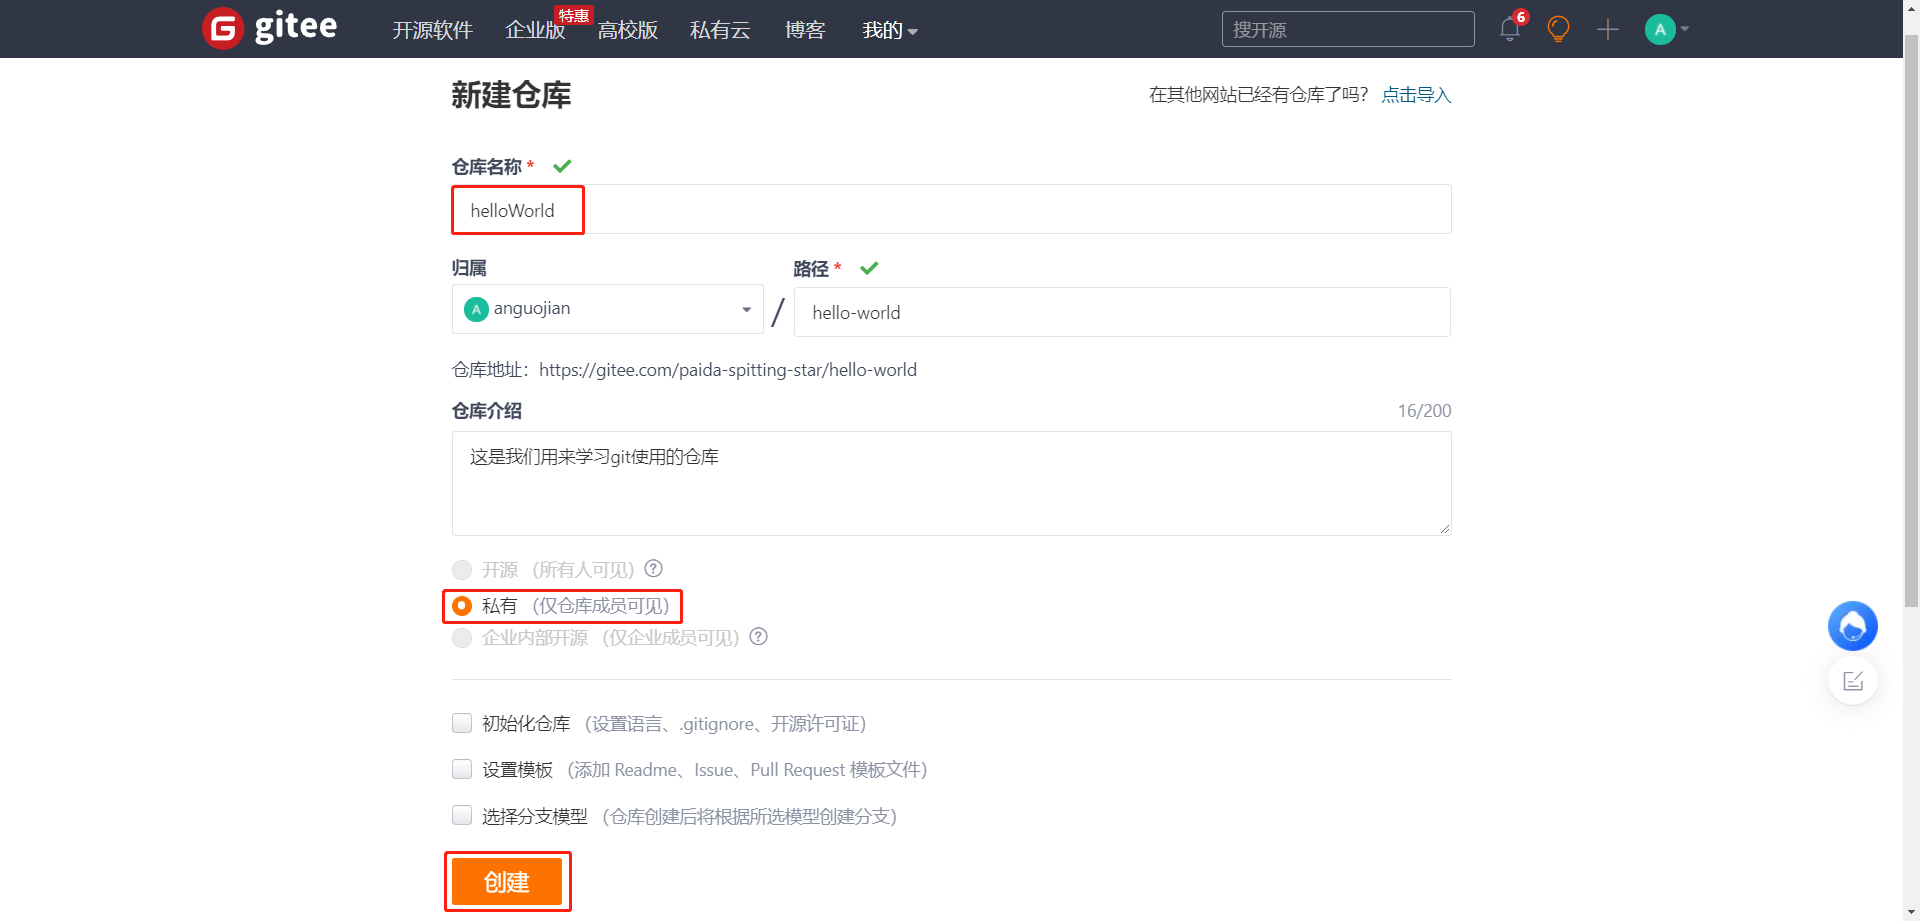 gitee 开源软件 企业版 特惠 高校版 私有云 博客 我的 搜开源 6 A
新建仓库 在其他网站已经有仓库了吗? 点击导入
仓库名称 *
helloWorld
归属 路径 *
A anguojian / hello-world
仓库地址：https://gitee.com/paida-spitting-star/hello-world
仓库介绍 16/200
这是我们用来学习git使用的仓库
开源 （所有人可见） ?
私有 （仅仓库成员可见）
企业内部开源 （仅企业成员可见） ?
初始化仓库 （设置语言、.gitignore、开源许可证）
设置模板 （添加 Readme、Issue、Pull Request 模板文件）
选择分支模型 （仓库创建后将根据所选模型创建分支）
创建